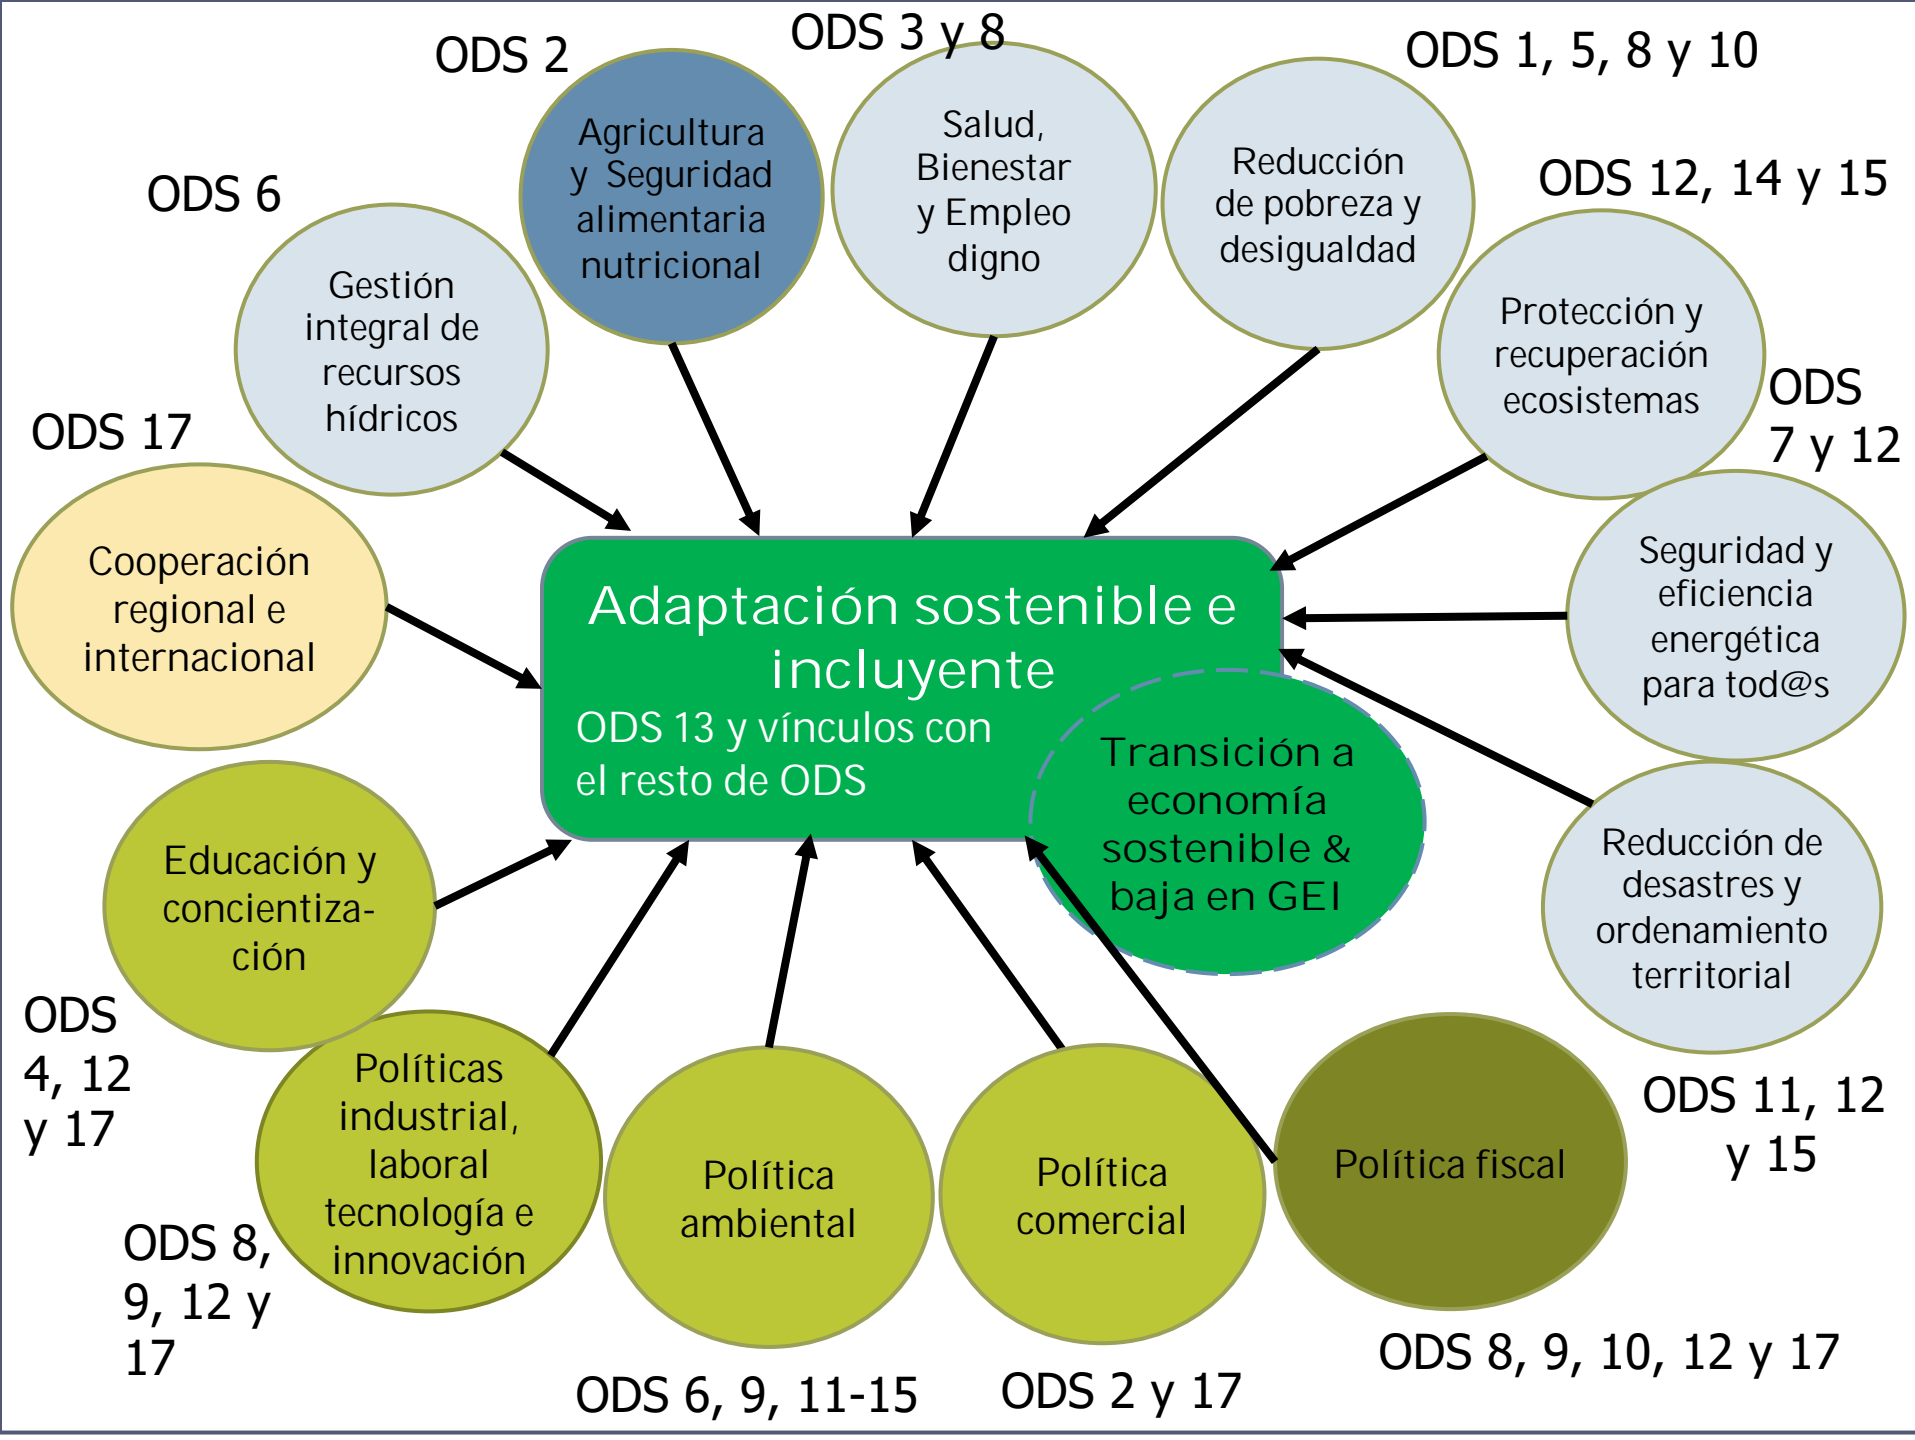 ODS 2
ODS 3 y 8
ODS 1, 5, 8 y 10
ODS 6
ODS 12, 14 y 15
Agricultura
y Seguridad
alimentaria
nutricional
Salud,
Bienestar
y Empleo
digno
Reducción
de pobreza y
desigualdad
Gestión
integral de
recursos
hídricos
Protección y
recuperación
ecosistemas
ODS
7 y 12
ODS 17
Cooperación
regional e
internacional
Seguridad y
eficiencia
energética
para tod@s
Adaptación sostenible e
incluyente
ODS 13 y vínculos con
el resto de ODS
Transición a
economía
sostenible &
baja en GEI
Educación y
concientiza-
ción
Reducción de
desastres y
ordenamiento
territorial
ODS
4, 12
y 17
Políticas
industrial,
laboral
tecnología e
innovación
Política
ambiental
Política
comercial
Política fiscal
ODS 11, 12
y 15
ODS 8,
9, 12 y
17
ODS 6, 9, 11-15
ODS 2 y 17
ODS 8, 9, 10, 12 y 17